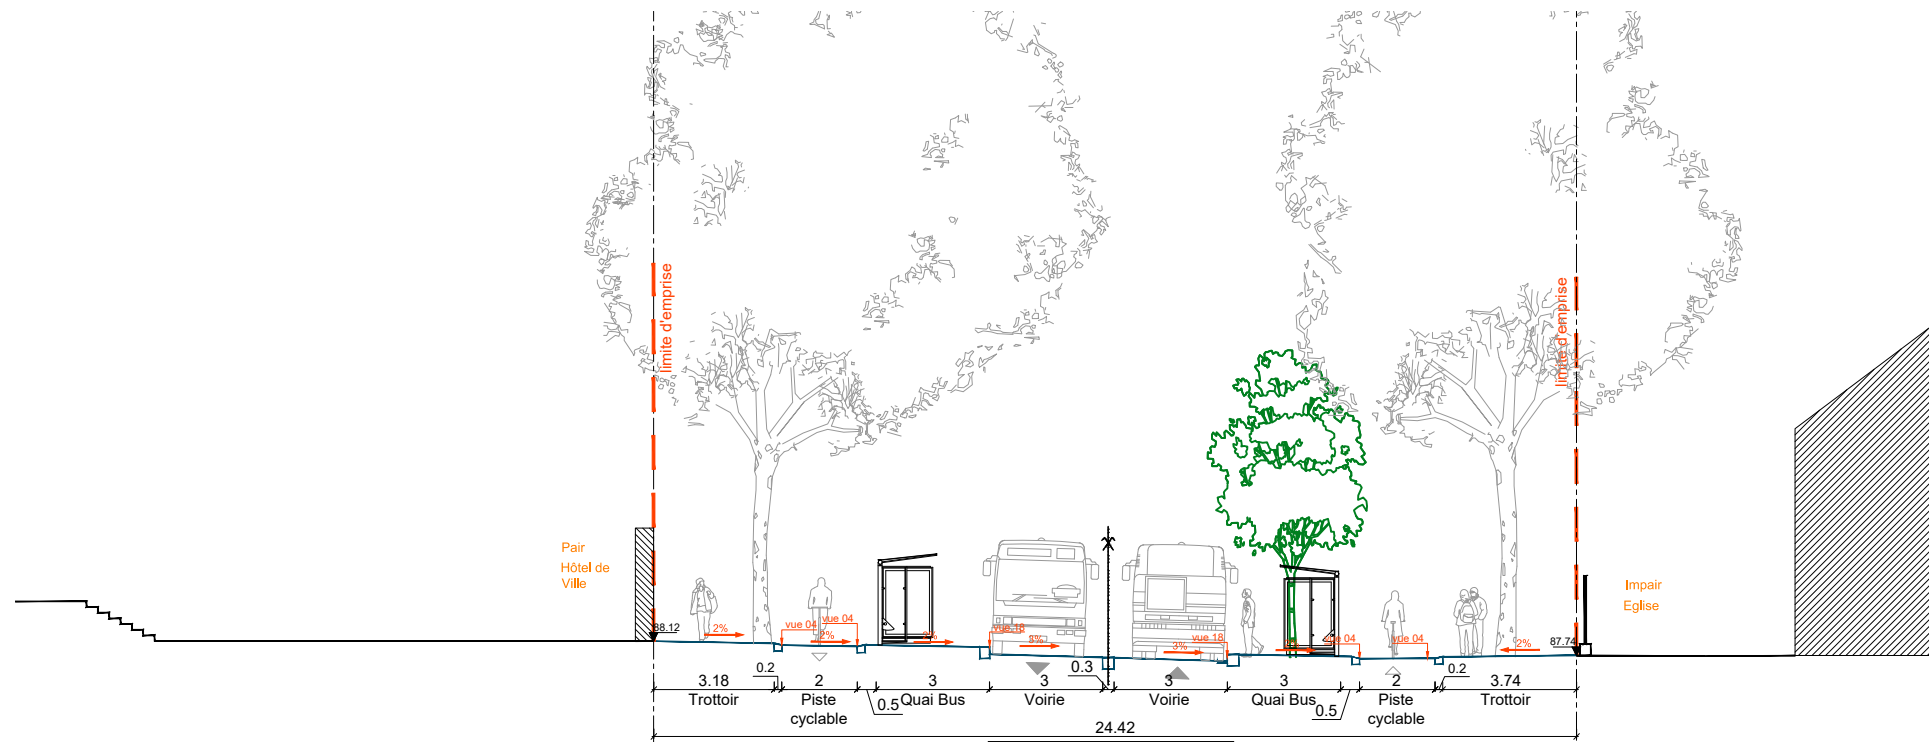 limite d'emprise
limite d'emprise
Pair
Hôtel de
Ville
Impair
Eglise
88.12
2%
vue 04
vue 04
2%
vue 18
3%
3%
vue 18
vue 04
vue 04
2%
87.74
0.2
0.3
0.2
3.18
2
3
3
3
3
2
3.74
Trottoir
Piste
cyclable
0.5
Quai Bus
Voirie
Voirie
Quai Bus
0.5
Piste
cyclable
Trottoir
24.42